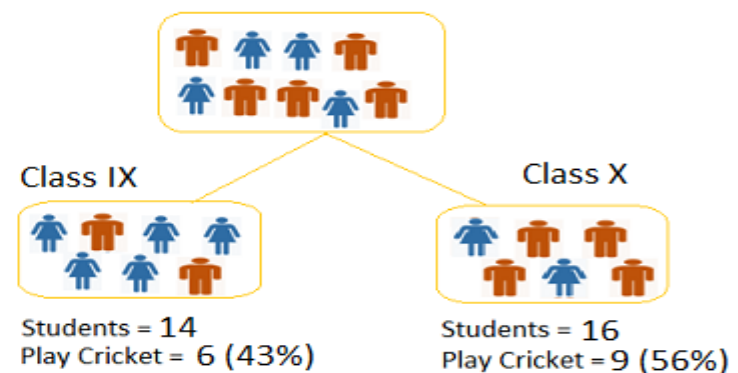 Class IX
Class X
Students = 14
Play Cricket = 6 (43%)
Students = 16
Play Cricket = 9 (56%)